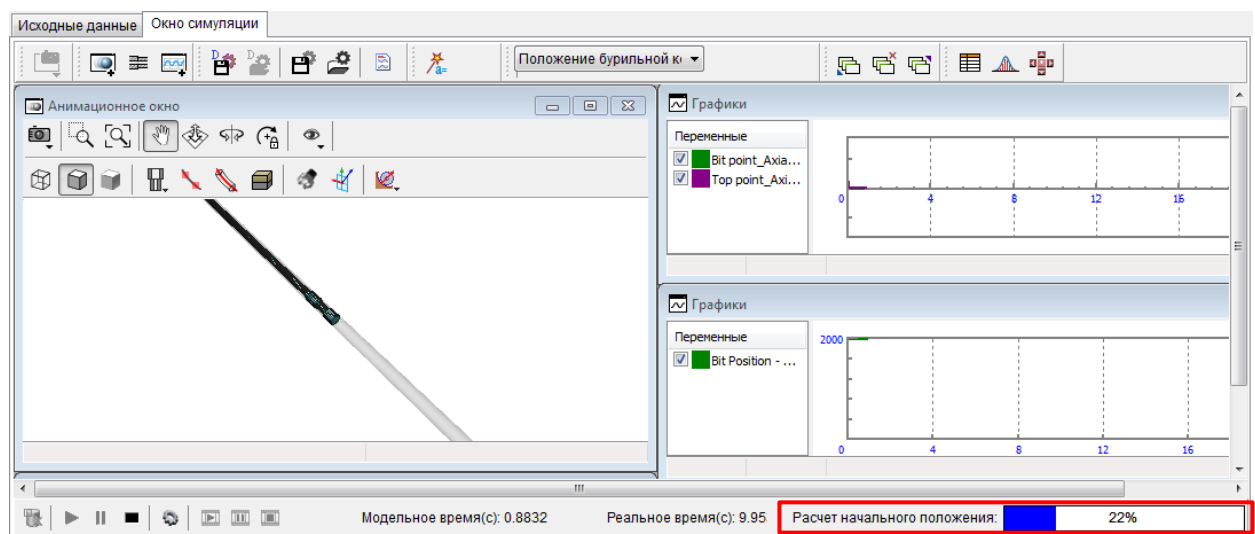 Исходные данные Окно симуляции
Положение бурильной к
Анимационное окно
Графики
Переменные
Bit point_Axia...
Top point_Axi...
0 4 8 12 16
Графики
Переменные
Bit Position - ...
2000
0 4 8 12 16
Модельное время(с): 0.8832 Реальное время(с): 9.95 Расчет начального положения: 22%